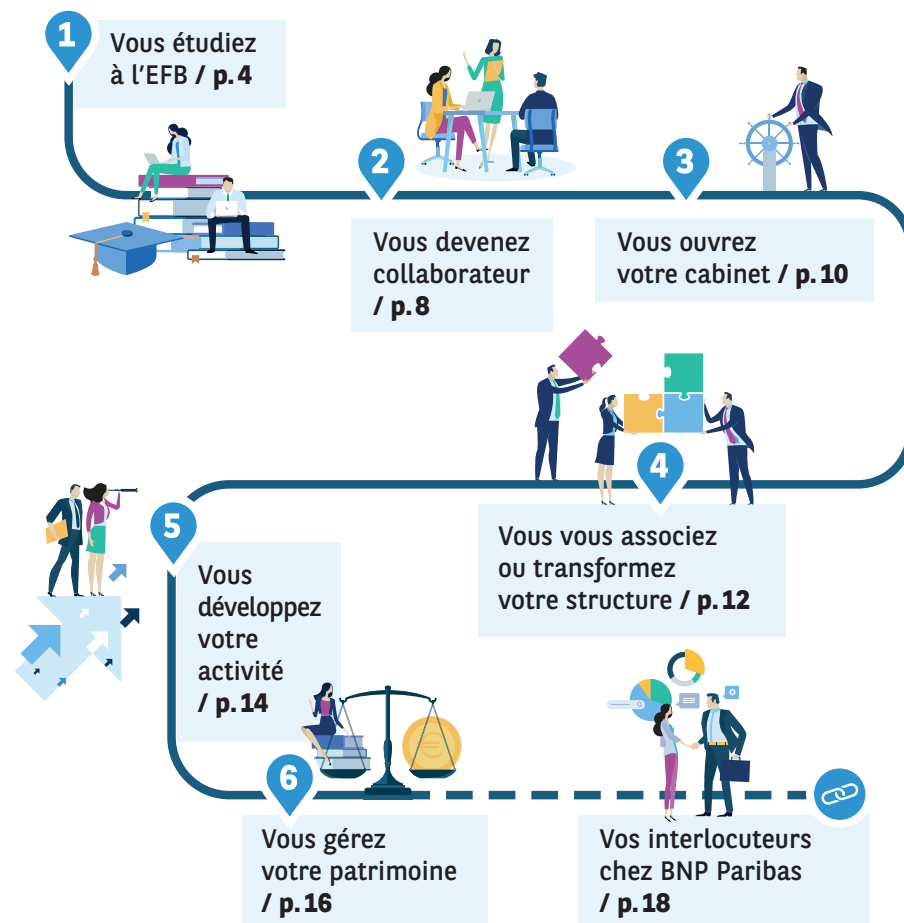 1
Vous étudiez
à l’EFB / p. 4
2
Vous devenez
collaborateur
/ p. 8
3
Vous ouvrez
votre cabinet / p. 10
4
Vous vous associez
ou transformez
votre structure / p. 12
5
Vous
développez
votre
activité
/ p. 14
6
Vous gérez
votre patrimoine
/ p. 16
Vos interlocuteurs
chez BNP Paribas
/ p. 18